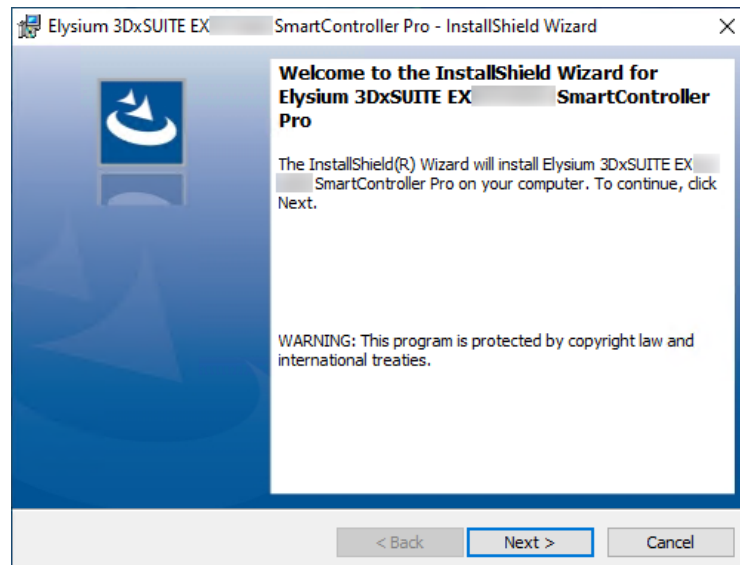 Elysium 3DxSUITE EX SmartController Pro - InstallShield Wizard
Welcome to the InstallShield Wizard for
Elysium 3DxSUITE EX SmartController
Pro
The InstallShield(R) Wizard will install Elysium 3DxSUITE EX
SmartController Pro on your computer. To continue, click
Next.
WARNING: This program is protected by copyright law and
international treaties.
< Back Next > Cancel